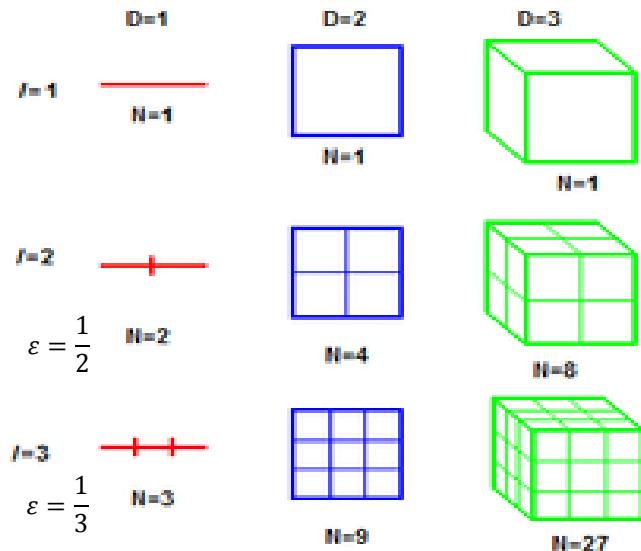 D=1 D=2 D=3
l=1
N=1 N=1 N=1
l=2
ε = 1/2
N=2 N=4 N=8
l=3
ε = 1/3
N=3 N=9 N=27